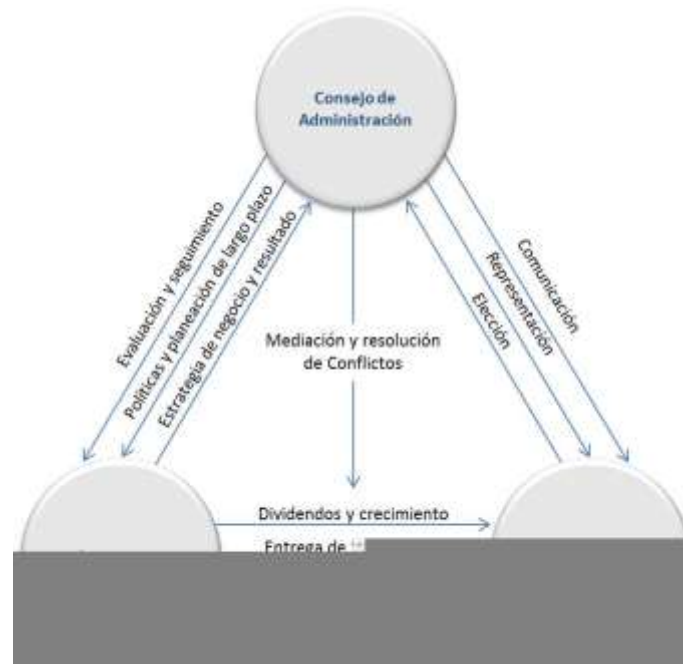 Consejo de
Administración
Evaluación y seguimiento
Políticas y planeación de largo plazo
Estrategia de negocio y resultado
Mediación y resolución
de Conflictos
Elección
Representación
Comunicación
Dividendos y crecimiento
Entrega de